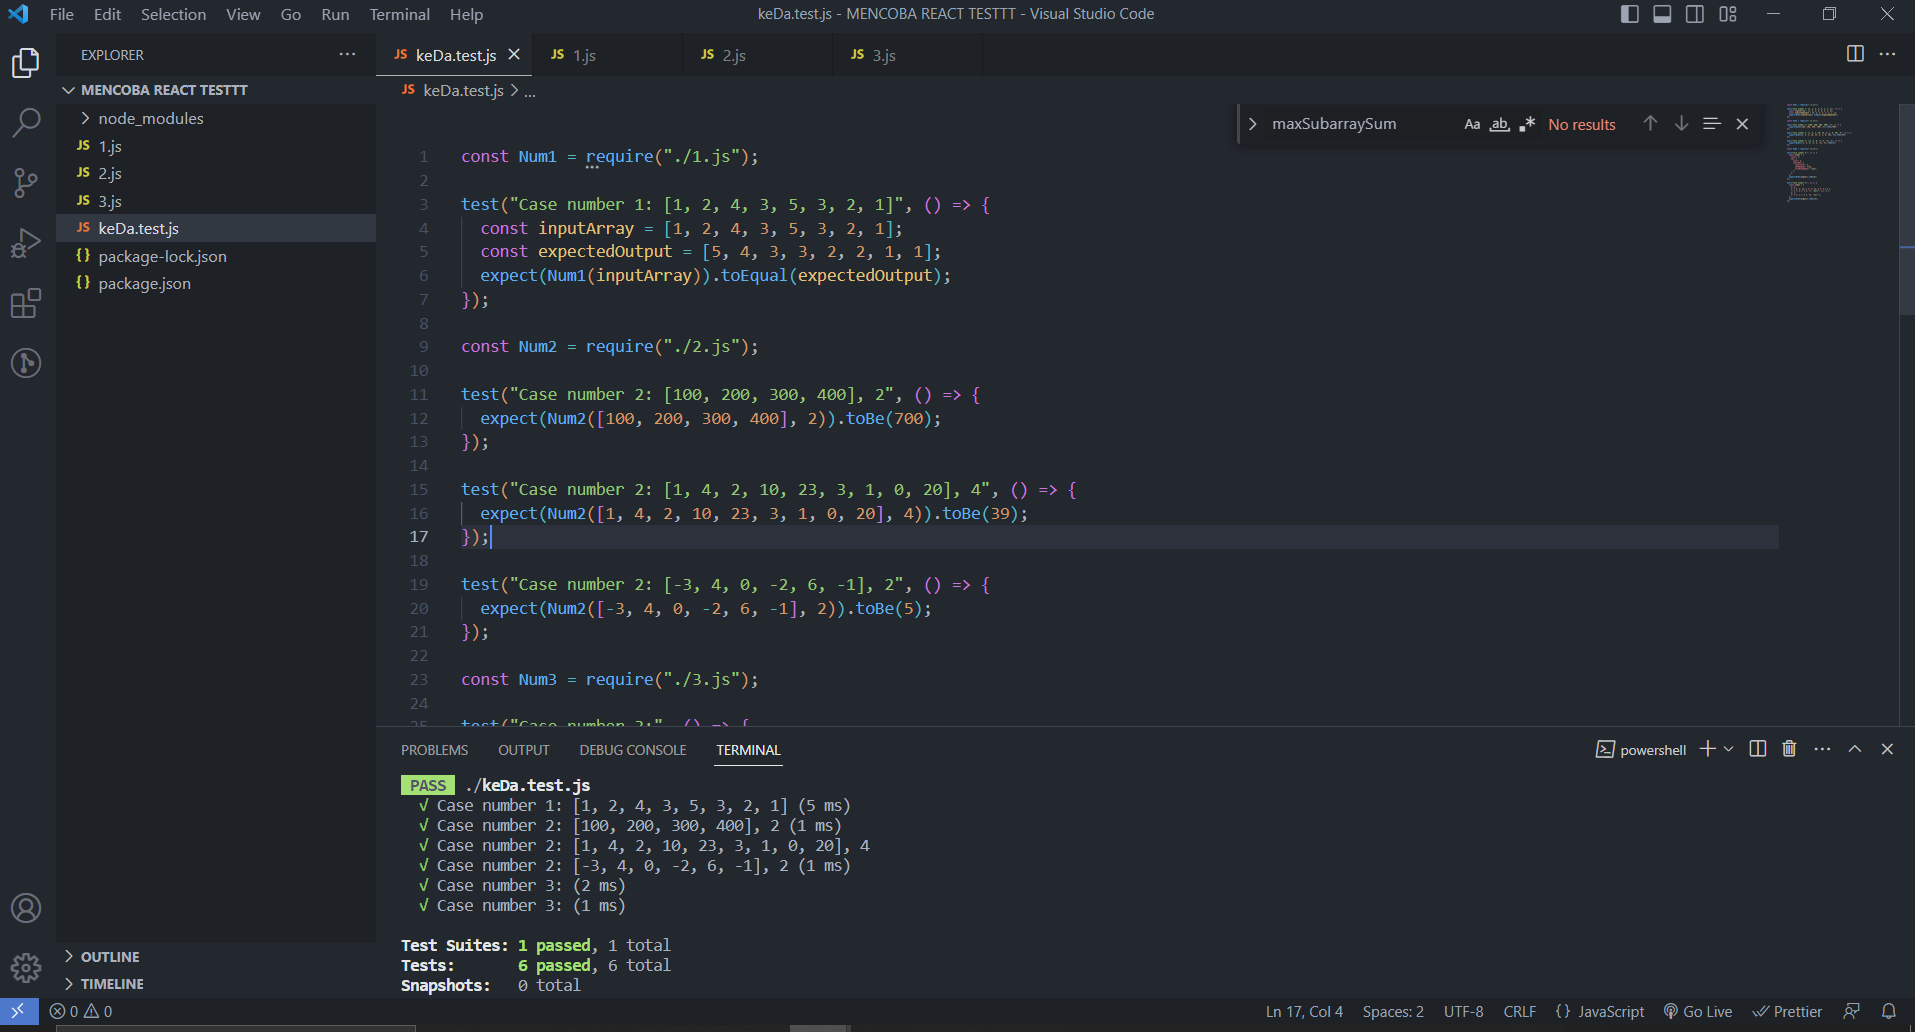 File Edit Selection View Go Run Terminal Help
keDa.test.js - MENCOBA REACT TESTTT - Visual Studio Code
EXPLORER
MENCOBA REACT TESTTT
node_modules
JS 1.js
JS 2.js
JS 3.js
JS keDa.test.js
{} package-lock.json
{} package.json
OUTLINE
TIMELINE
JS keDa.test.js
JS 1.js
JS 2.js
JS 3.js
JS keDa.test.js > ...
maxSubarraySum Aa ab No results
1 const Num1 = require("./1.js");
2
3 test("Case number 1: [1, 2, 4, 3, 5, 3, 2, 1]", () => {
4 const inputArray = [1, 2, 4, 3, 5, 3, 2, 1];
5 const expectedOutput = [5, 4, 3, 3, 2, 2, 1, 1];
6 expect(Num1(inputArray)).toEqual(expectedOutput);
7 });
8
9 const Num2 = require("./2.js");
10
11 test("Case number 2: [100, 200, 300, 400], 2", () => {
12 expect(Num2([100, 200, 300, 400], 2)).toBe(700);
13 });
14
15 test("Case number 2: [1, 4, 2, 10, 23, 3, 1, 0, 20], 4", () => {
16 expect(Num2([1, 4, 2, 10, 23, 3, 1, 0, 20], 4)).toBe(39);
17 });
18
19 test("Case number 2: [-3, 4, 0, -2, 6, -1], 2", () => {
20 expect(Num2([-3, 4, 0, -2, 6, -1], 2)).toBe(5);
21 });
22
23 const Num3 = require("./3.js");
24
25 test("Case number 3:", () => {
PROBLEMS OUTPUT DEBUG CONSOLE TERMINAL
powershell
PASS ./keDa.test.js
√ Case number 1: [1, 2, 4, 3, 5, 3, 2, 1] (5 ms)
√ Case number 2: [100, 200, 300, 400], 2 (1 ms)
√ Case number 2: [1, 4, 2, 10, 23, 3, 1, 0, 20], 4
√ Case number 2: [-3, 4, 0, -2, 6, -1], 2 (1 ms)
√ Case number 3: (2 ms)
√ Case number 3: (1 ms)
Test Suites: 1 passed, 1 total
Tests: 6 passed, 6 total
Snapshots: 0 total
0 0
Ln 17, Col 4 Spaces: 2 UTF-8 CRLF {} JavaScript Go Live Prettier